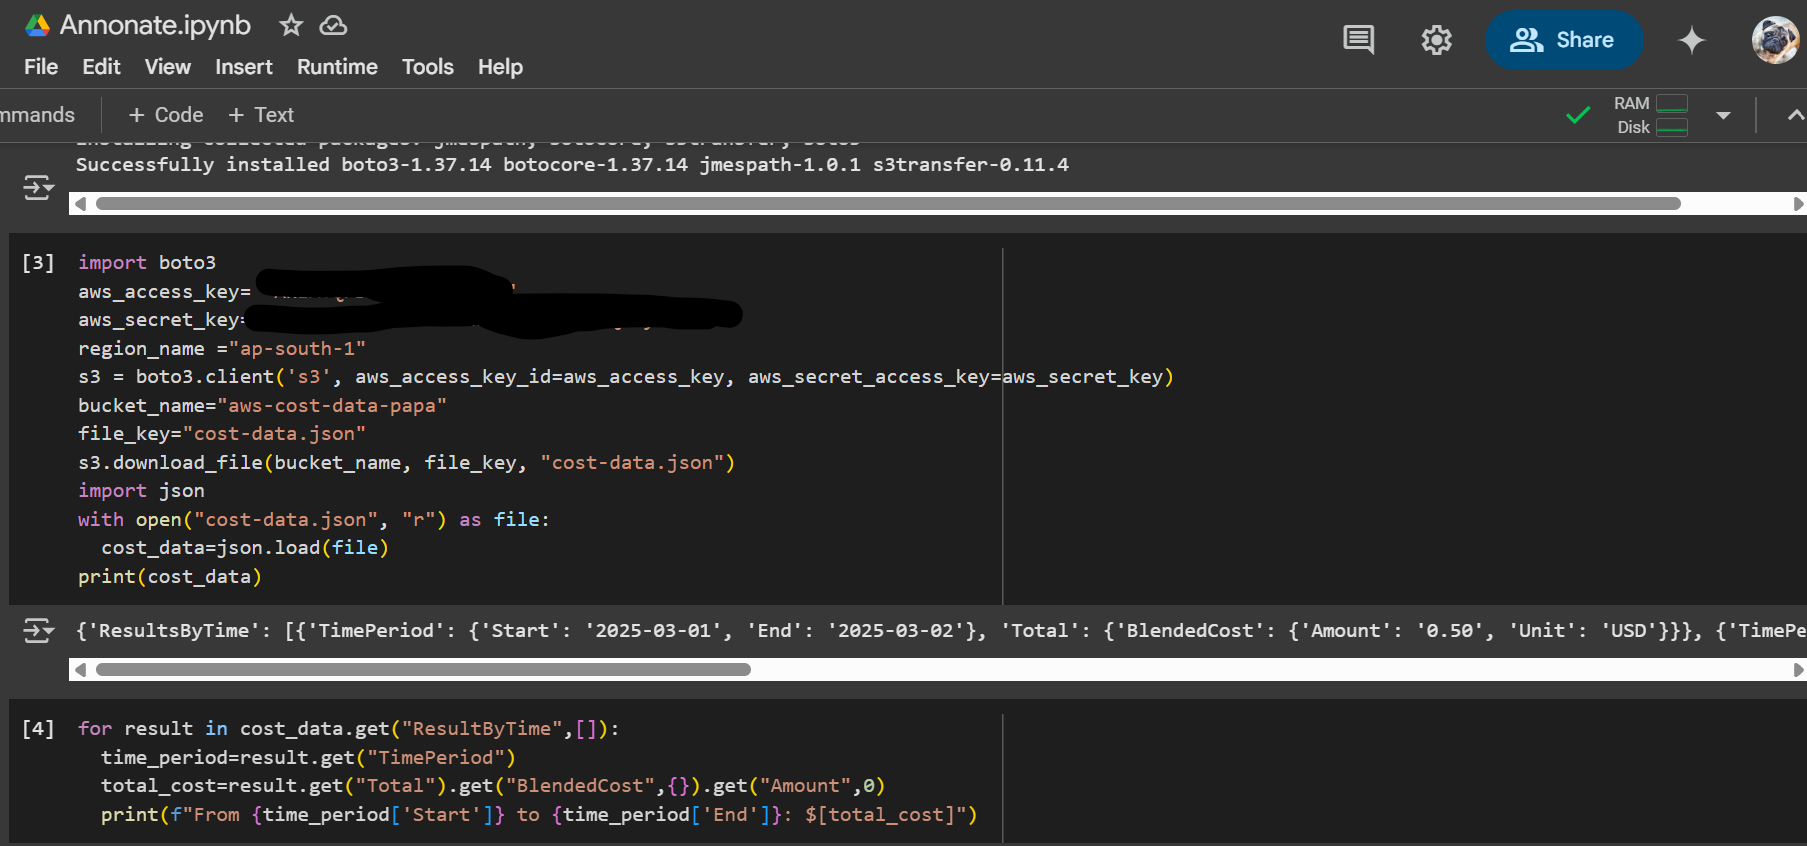 Annonate.ipynb
File Edit View Insert Runtime Tools Help
Share
mmands + Code + Text
RAM
Disk
Successfully installed boto3-1.37.14 botocore-1.37.14 jmespath-1.0.1 s3transfer-0.11.4
[3] import boto3
aws_access_key=
aws_secret_key=
region_name ="ap-south-1"
s3 = boto3.client('s3', aws_access_key_id=aws_access_key, aws_secret_access_key=aws_secret_key)
bucket_name="aws-cost-data-papa"
file_key="cost-data.json"
s3.download_file(bucket_name, file_key, "cost-data.json")
import json
with open("cost-data.json", "r") as file:
  cost_data=json.load(file)
print(cost_data)
{'ResultsByTime': [{'TimePeriod': {'Start': '2025-03-01', 'End': '2025-03-02'}, 'Total': {'BlendedCost': {'Amount': '0.50', 'Unit': 'USD'}}}, {'TimePe
[4] for result in cost_data.get("ResultByTime",[]):
  time_period=result.get("TimePeriod")
  total_cost=result.get("Total").get("BlendedCost",{}).get("Amount",0)
  print(f"From {time_period['Start']} to {time_period['End']}: $[total_cost]")